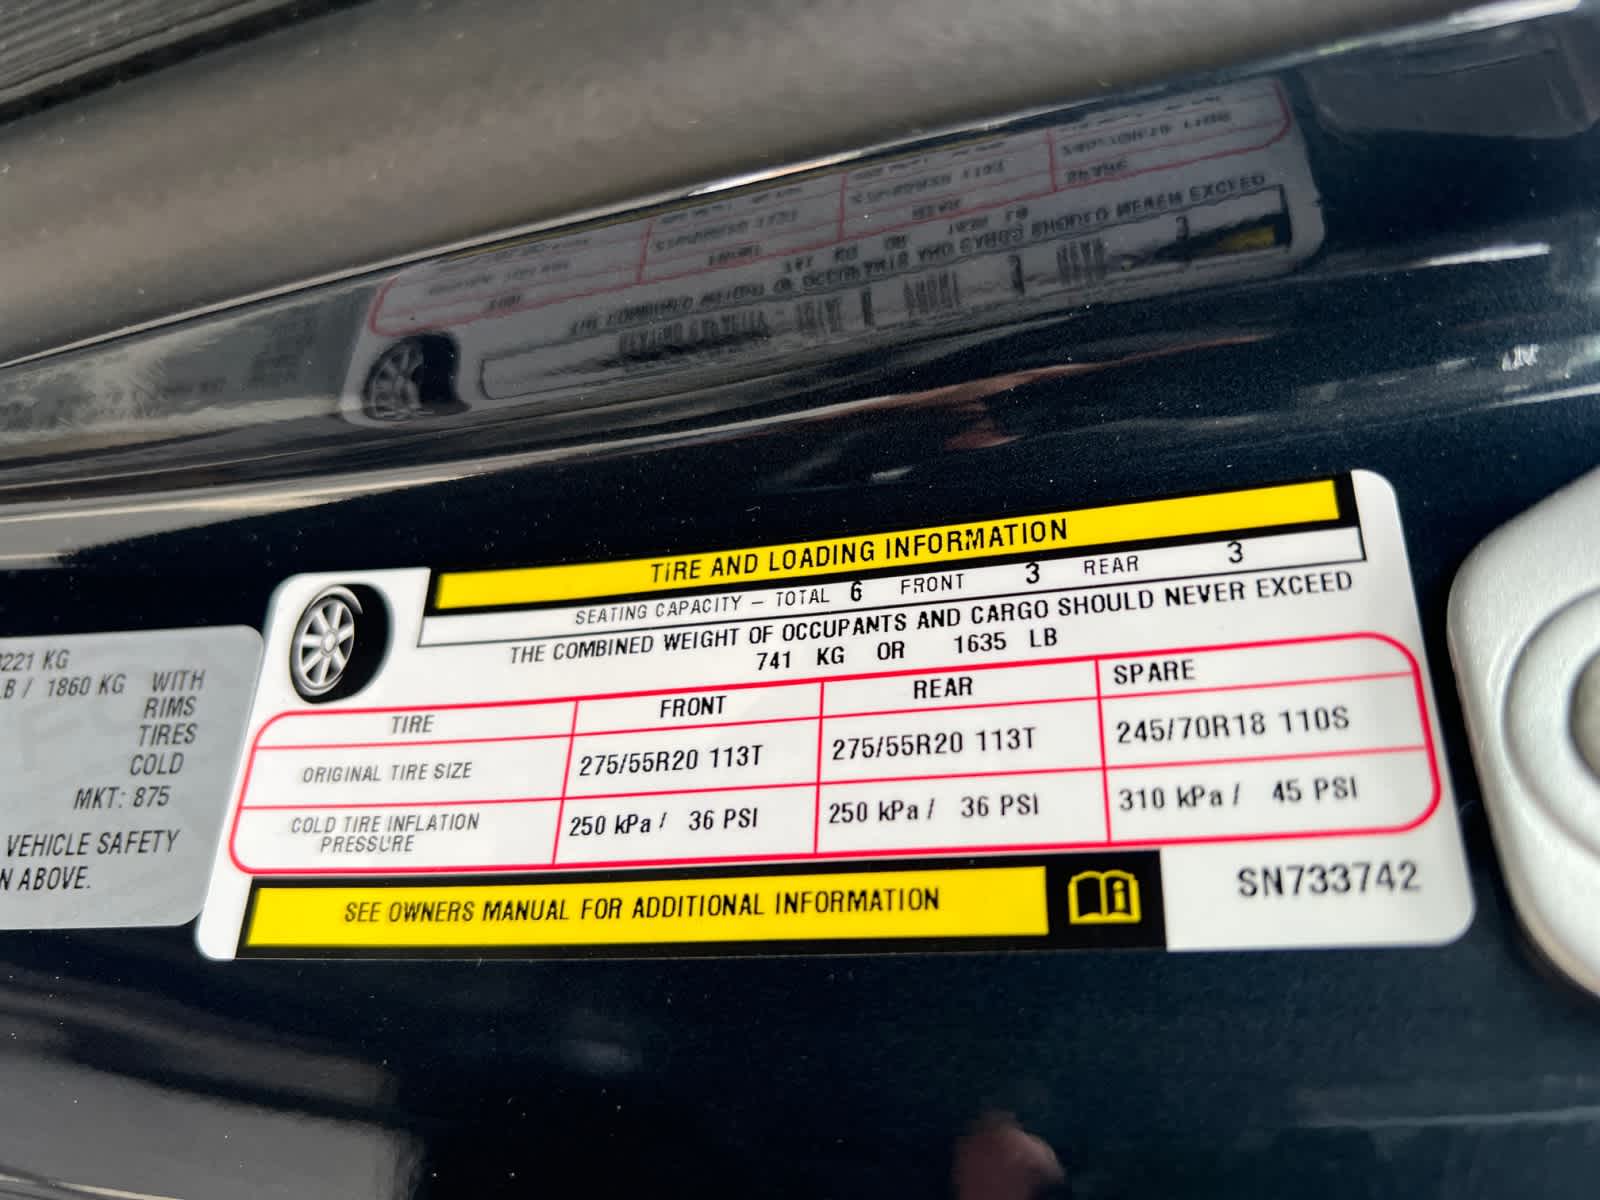 221 KG
LB / 1860 KG WITH
RIMS
TIRES
COLD
MKT: 875
VEHICLE SAFETY
N ABOVE.
TIRE AND LOADING INFORMATION
SEATING CAPACITY – TOTAL 6 FRONT 3 REAR 3
THE COMBINED WEIGHT OF OCCUPANTS AND CARGO SHOULD NEVER EXCEED
741 KG OR 1635 LB
TIRE FRONT REAR SPARE
ORIGINAL TIRE SIZE 275/55R20 113T 275/55R20 113T 245/70R18 110S
COLD TIRE INFLATION
PRESSURE 250 kPa / 36 PSI 250 kPa / 36 PSI 310 kPa / 45 PSI
SEE OWNERS MANUAL FOR ADDITIONAL INFORMATION
SN733742